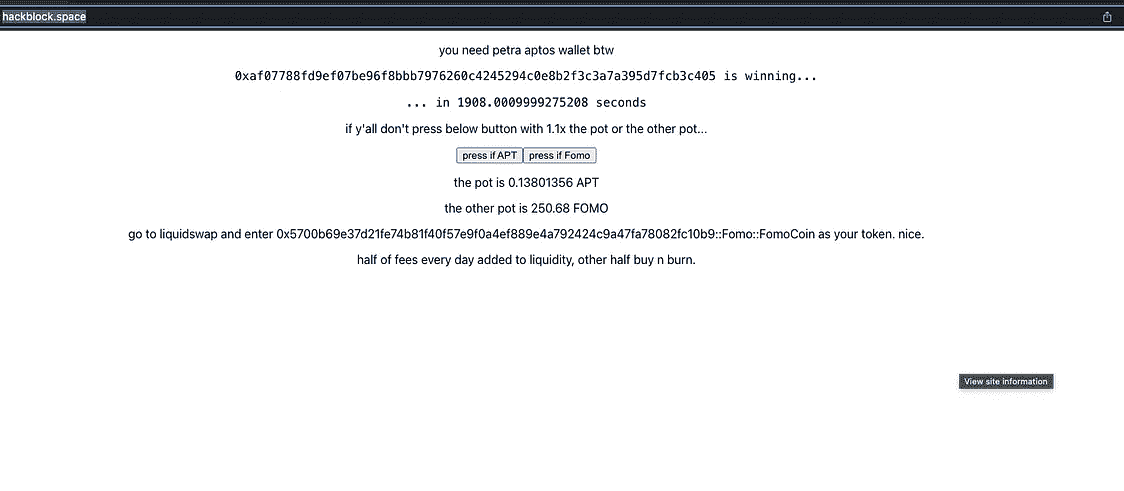 hackblock.space
you need petra aptos wallet btw
0xaf07788fd9ef07be96f8bbb7976260c4245294c0e8b2f3c3a7a395d7fcb3c405 is winning...
... in 1908.0009999275208 seconds
if y'all don't press below button with 1.1x the pot or the other pot...
press if APT press if Fomo
the pot is 0.13801356 APT
the other pot is 250.68 FOMO
go to liquidswap and enter 0x5700b69e37d21fe74b81f40f57e9f0a4ef889e4a792424c9a47fa78082fc10b9::Fomo::FomoCoin as your token. nice.
half of fees every day added to liquidity, other half buy n burn.
View site information